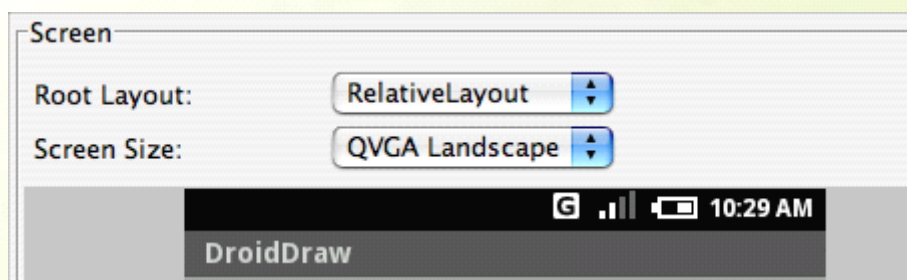 Screen
Root Layout: RelativeLayout
Screen Size: QVGA Landscape
G 10:29 AM
DroidDraw